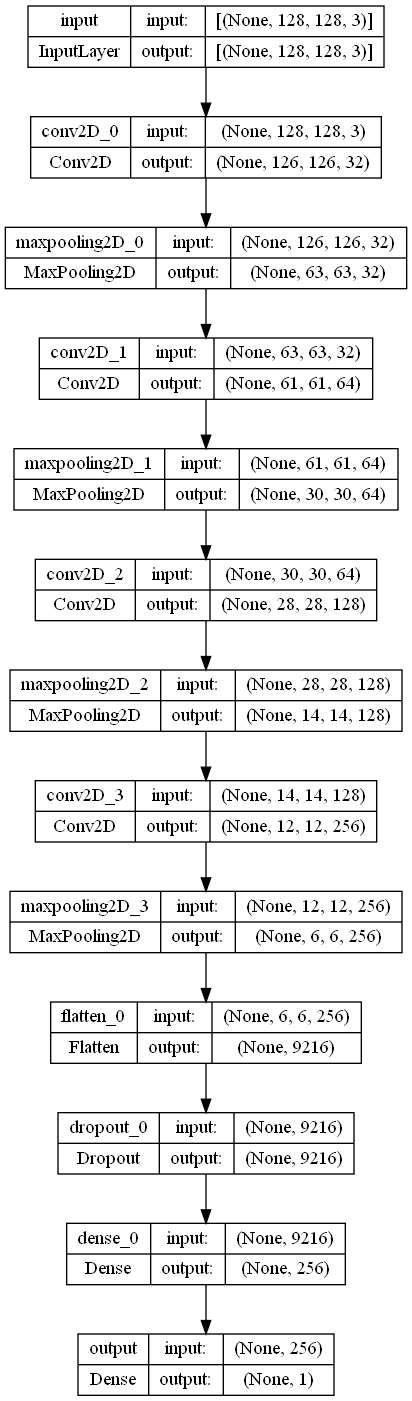 input input: [(None, 128, 128, 3)]
InputLayer output: [(None, 128, 128, 3)]
conv2D_0 input: (None, 128, 128, 3)
Conv2D output: (None, 126, 126, 32)
maxpooling2D_0 input: (None, 126, 126, 32)
MaxPooling2D output: (None, 63, 63, 32)
conv2D_1 input: (None, 63, 63, 32)
Conv2D output: (None, 61, 61, 64)
maxpooling2D_1 input: (None, 61, 61, 64)
MaxPooling2D output: (None, 30, 30, 64)
conv2D_2 input: (None, 30, 30, 64)
Conv2D output: (None, 28, 28, 128)
maxpooling2D_2 input: (None, 28, 28, 128)
MaxPooling2D output: (None, 14, 14, 128)
conv2D_3 input: (None, 14, 14, 128)
Conv2D output: (None, 12, 12, 256)
maxpooling2D_3 input: (None, 12, 12, 256)
MaxPooling2D output: (None, 6, 6, 256)
flatten_0 input: (None, 6, 6, 256)
Flatten output: (None, 9216)
dropout_0 input: (None, 9216)
Dropout output: (None, 9216)
dense_0 input: (None, 9216)
Dense output: (None, 256)
output input: (None, 256)
Dense output: (None, 1)